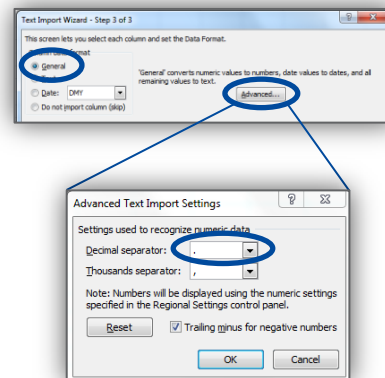 Text Import Wizard - Step 3 of 3
This screen lets you select each column and set the Data Format.
General
'General' converts numeric values to numbers, date values to dates, and all
remaining values to text.
Date: DMY
Advanced...
Do not import column (skip)
Advanced Text Import Settings
Settings used to recognize numeric data
Decimal separator: .
Thousands separator: ,
Note: Numbers will be displayed using the numeric settings
specified in the Regional Settings control panel.
Reset
Trailing minus for negative numbers
OK
Cancel